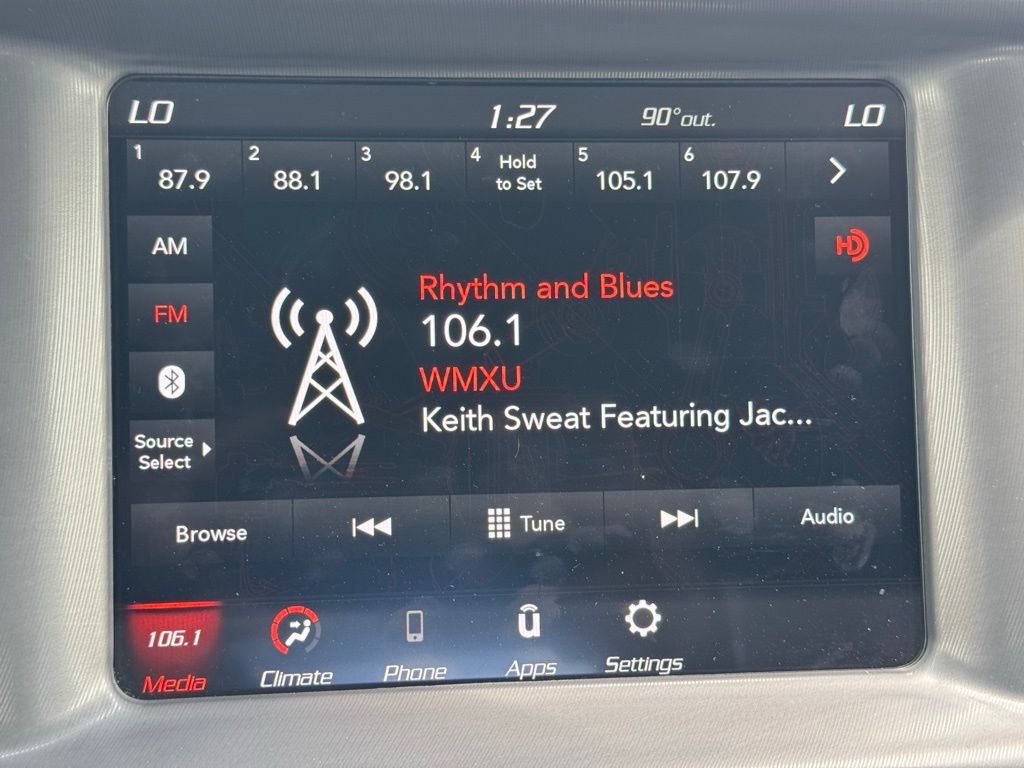 LO 1:27 90°out. LO
1 2 3 4 Hold 5 6
87.9 88.1 98.1 to Set 105.1 107.9
AM
HD
Rhythm and Blues
FM
106.1
WMXU
Keith Sweat Featuring Jac...
Source
Select
Browse Tune Audio
106.1
Media Climate Phone Apps Settings